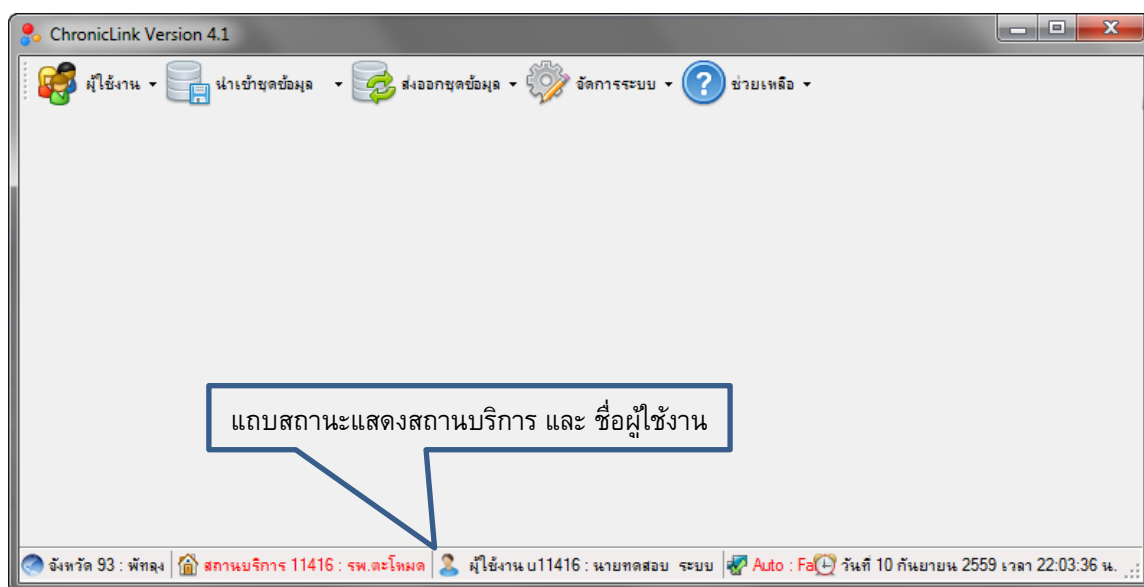 ChronicLink Version 4.1
ผู้ใช้งาน นำเข้าชุดข้อมูล ส่งออกชุดข้อมูล จัดการระบบ ช่วยเหลือ
แถบสถานะแสดงสถานบริการ และ ชื่อผู้ใช้งาน
จังหวัด 93 : พัทลุง สถานบริการ 11416 : รพ.ตะโหมด ผู้ใช้งาน u11416 : นายทดสอบ ระบบ Auto : Fa วันที่ 10 กันยายน 2559 เวลา 22:03:36 น.